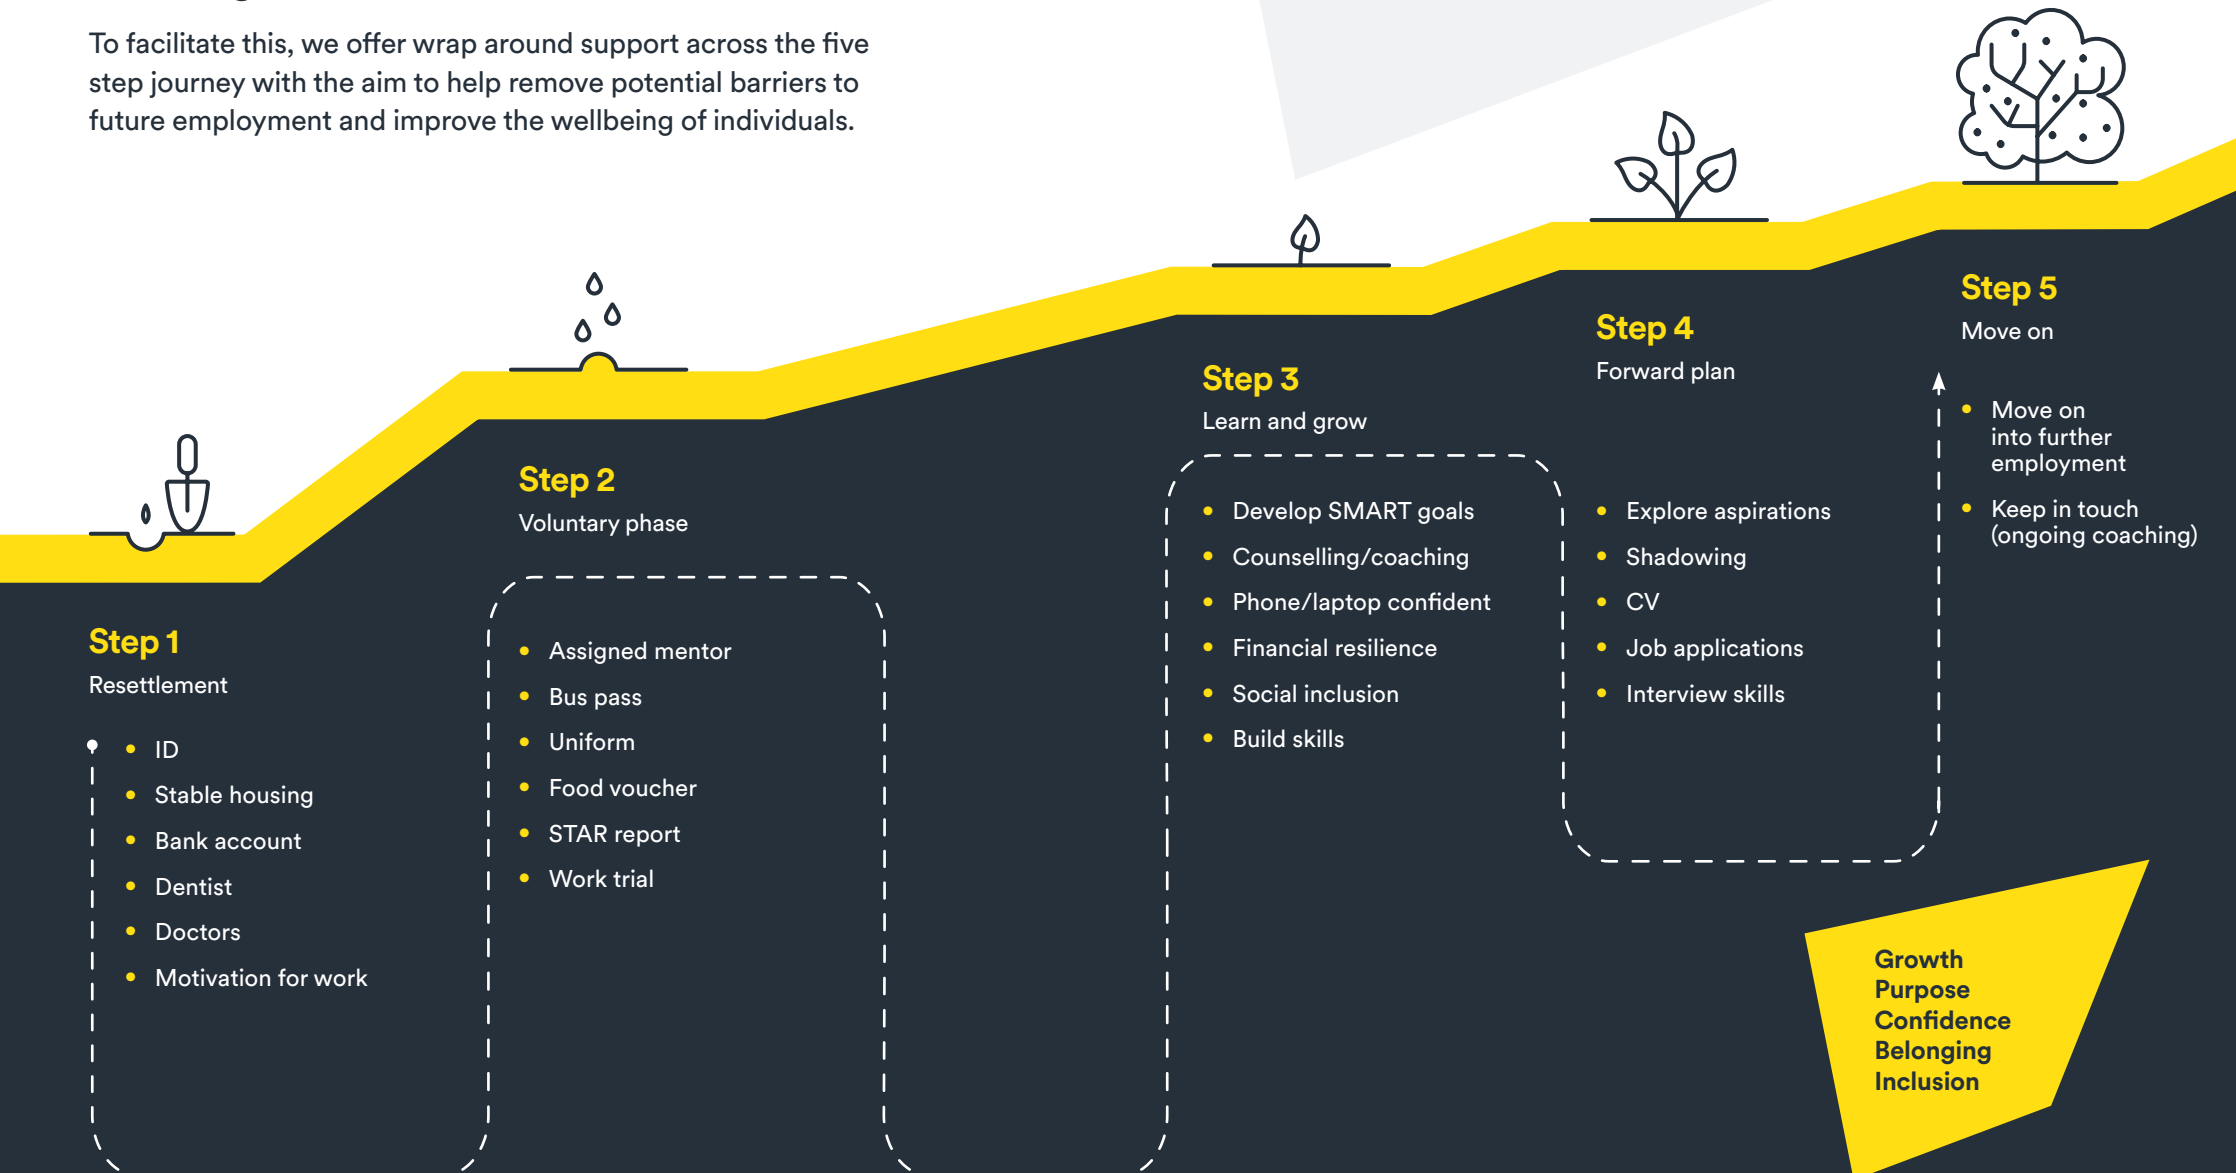 To facilitate this, we offer wrap around support across the five
step journey with the aim to help remove potential barriers to
future employment and improve the wellbeing of individuals.
Step 1
Resettlement
ID
Stable housing
Bank account
Dentist
Doctors
Motivation for work
Step 2
Voluntary phase
Assigned mentor
Bus pass
Uniform
Food voucher
STAR report
Work trial
Step 3
Learn and grow
Develop SMART goals
Counselling/coaching
Phone/laptop confident
Financial resilience
Social inclusion
Build skills
Step 4
Forward plan
Explore aspirations
Shadowing
CV
Job applications
Interview skills
Step 5
Move on
Move on
into further
employment
Keep in touch
(ongoing coaching)
Growth
Purpose
Confidence
Belonging
Inclusion